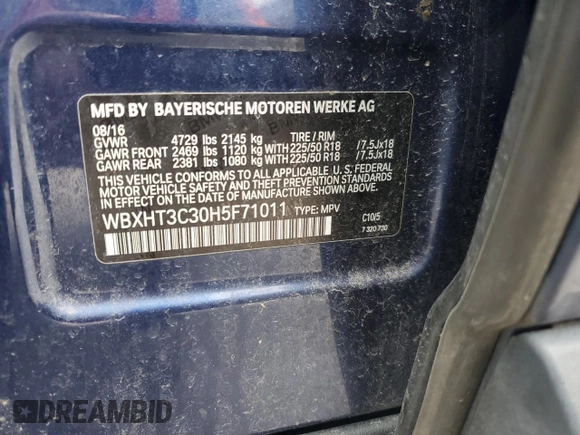 MFD BY BAYERISCHE MOTOREN WERKE AG
08/16
GVWR 4729 lbs 2145 kg TIRE / RIM
GAWR FRONT 2469 lbs 1120 kg WITH 225/50 R18 /7.5Jx18
GAWR REAR 2381 lbs 1080 kg WITH 225/50 R18 /7.5Jx18
THIS VEHICLE CONFORMS TO ALL APPLICABLE U.S. FEDERAL
MOTOR VEHICLE SAFETY, BUMPER, AND THEFT PREVENTION
STANDARDS IN EFFECT ON THE DATE OF MANUFACTURE SHOWN ABOVE.
WBXHT3C30H5F71011 TYPE: MPV C10/5
7 320 730
DREAMBID.COM